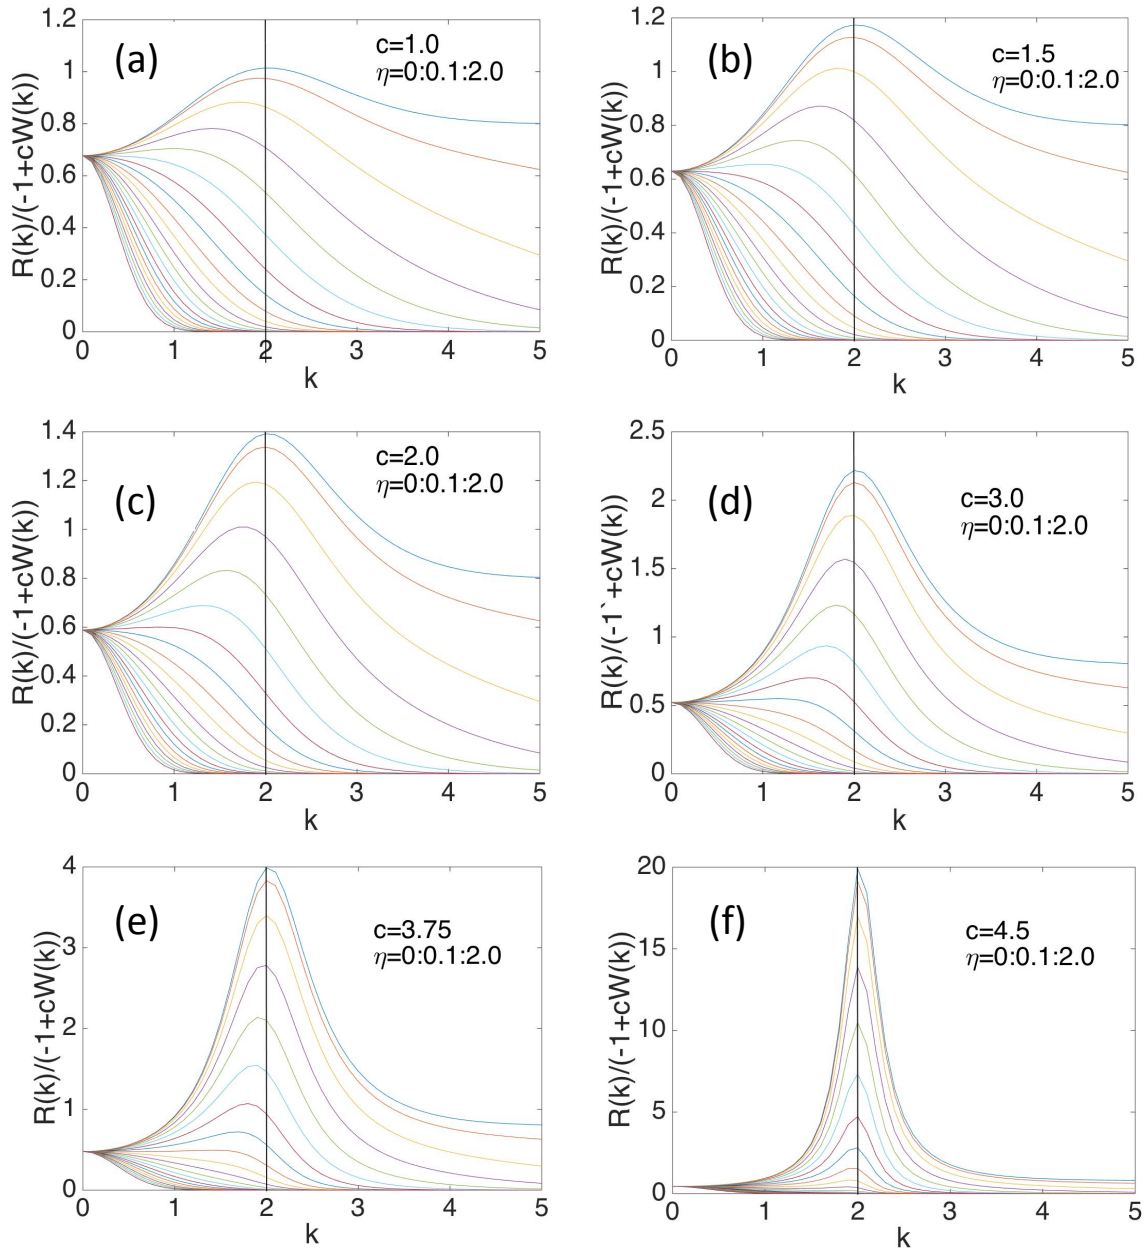 (a)
c=1.0
η=0:0.1:2.0
R(k)/(-1+cW(k))
1.2
1
0.8
0.6
0.4
0.2
0
0 1 2 3 4 5
k
(b)
c=1.5
η=0:0.1:2.0
R(k)/(-1+cW(k))
1.2
1
0.8
0.6
0.4
0.2
0
0 1 2 3 4 5
k
(c)
c=2.0
η=0:0.1:2.0
R(k)/(-1+cW(k))
1.4
1.2
1
0.8
0.6
0.4
0.2
0
0 1 2 3 4 5
k
(d)
c=3.0
η=0:0.1:2.0
R(k)/(-1`+cW(k))
2.5
2
1.5
1
0.5
0
0 1 2 3 4 5
k
(e)
c=3.75
η=0:0.1:2.0
R(k)/(-1+cW(k))
4
3
2
1
0
0 1 2 3 4 5
k
(f)
c=4.5
η=0:0.1:2.0
R(k)/(-1+cW(k))
20
15
10
5
0
0 1 2 3 4 5
k